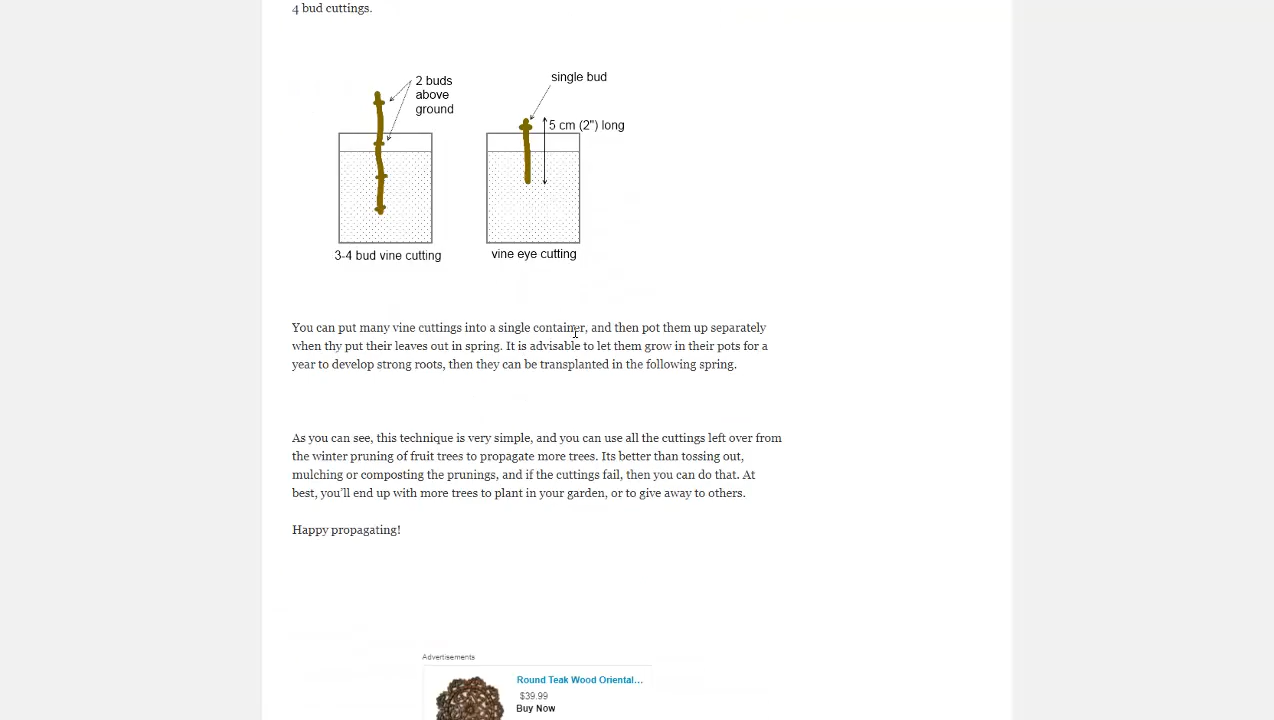 4 bud cuttings.
2 buds
above
ground
single bud
5 cm (2") long
3-4 bud vine cutting
vine eye cutting
You can put many vine cuttings into a single container, and then pot them up separately
when thy put their leaves out in spring. It is advisable to let them grow in their pots for a
year to develop strong roots, then they can be transplanted in the following spring.
As you can see, this technique is very simple, and you can use all the cuttings left over from
the winter pruning of fruit trees to propagate more trees. Its better than tossing out,
mulching or composting the prunings, and if the cuttings fail, then you can do that. At
best, you’ll end up with more trees to plant in your garden, or to give away to others.
Happy propagating!
Advertisements
Round Teak Wood Oriental...
$39.99
Buy Now